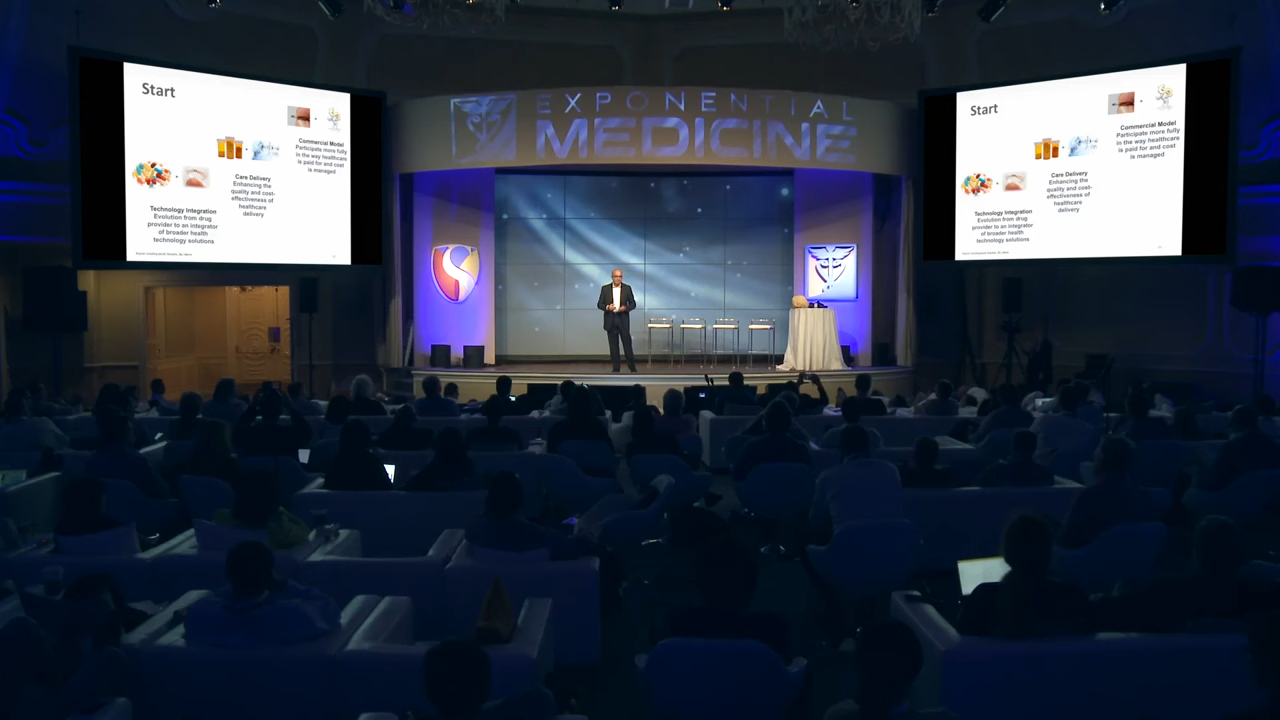 EXPONENTIAL
MEDICINE
Start
Commercial Model
Participate more fully
in the way healthcare
is paid for and cost
is managed
Care Delivery
Enhancing the
quality and cost-
effectiveness of
healthcare
delivery
Technology Integration
Evolution from drug
provider to an integrator
of broader health
technology solutions
Start
Commercial Model
Participate more fully
in the way healthcare
is paid for and cost
is managed
Care Delivery
Enhancing the
quality and cost-
effectiveness of
healthcare
delivery
Technology Integration
Evolution from drug
provider to an integrator
of broader health
technology solutions